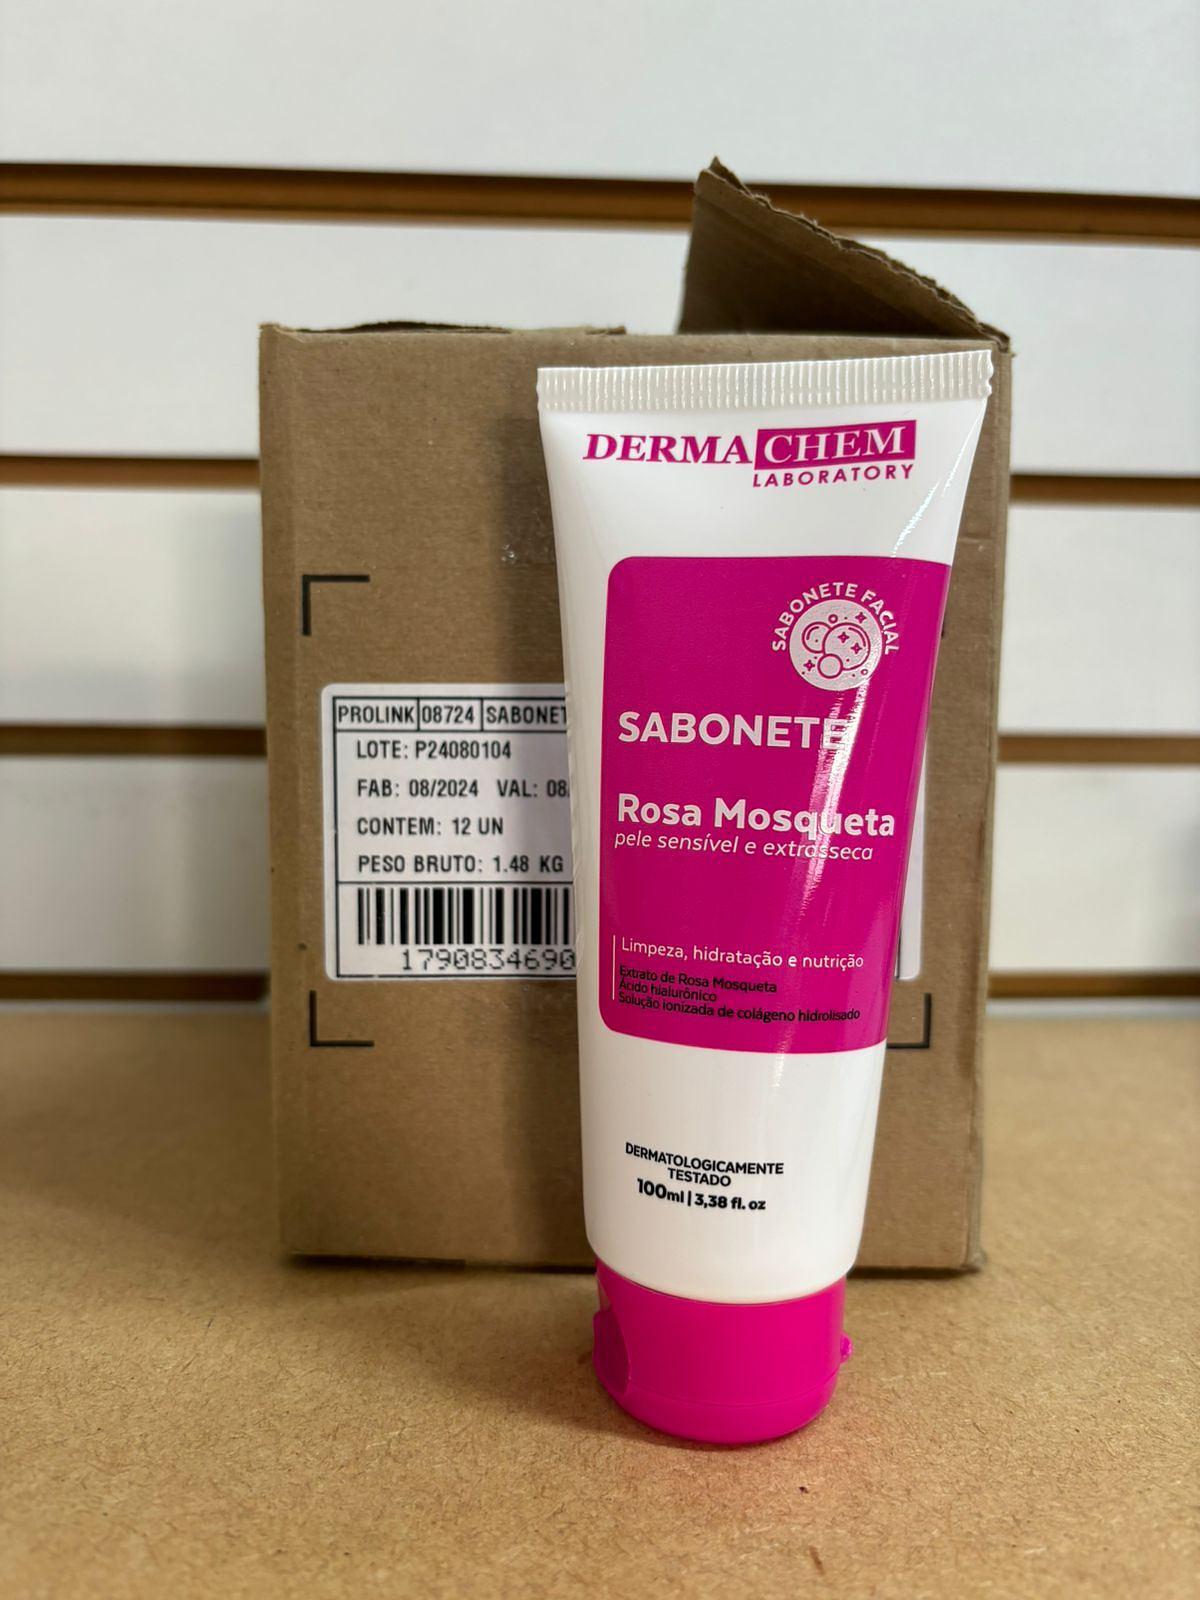 DERMA CHEM
LABORATORY
SABONETE FACIAL
SABONETE
Rosa Mosqueta
pele sensível e extrasseca
Limpeza, hidratação e nutrição
Extrato de Rosa Mosqueta
Ácido hialurônico
Solução ionizada de colágeno hidrolisado
DERMATOLOGICAMENTE
TESTADO
100ml | 3,38 fl. oz
PROLINK 08724 SABONET
LOTE: P24080104
FAB: 08/2024 VAL: 08
CONTEM: 12 UN
PESO BRUTO: 1.48 KG
1790834690